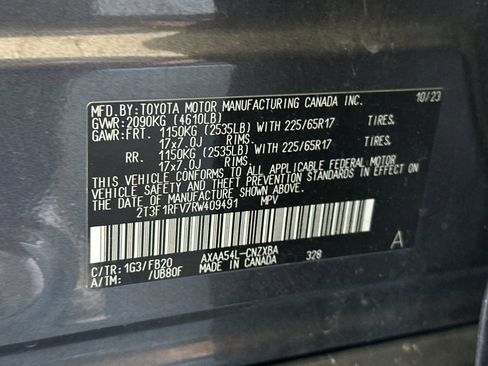 MFD. BY: TOYOTA MOTOR MANUFACTURING CANADA INC. 10/23
GVWR: 2090KG (4610LB)
GAWR: FRT. 1150KG (2535LB) WITH 225/65R17 TIRES.
17x7.0J RIMS.
RR. 1150KG (2535LB) WITH 225/65R17 TIRES.
17x7.0J RIMS.
THIS VEHICLE CONFORMS TO ALL APPLICABLE FEDERAL MOTOR
VEHICLE SAFETY AND THEFT PREVENTION STANDARDS IN
EFFECT ON THE DATE OF MANUFACTURE SHOWN ABOVE.
2T3F1RFV7RW409491 MPV
C/TR: 1G3/FB20 AXAA54L-CNZXBA 328 A
A/TM: /UB80F MADE IN CANADA